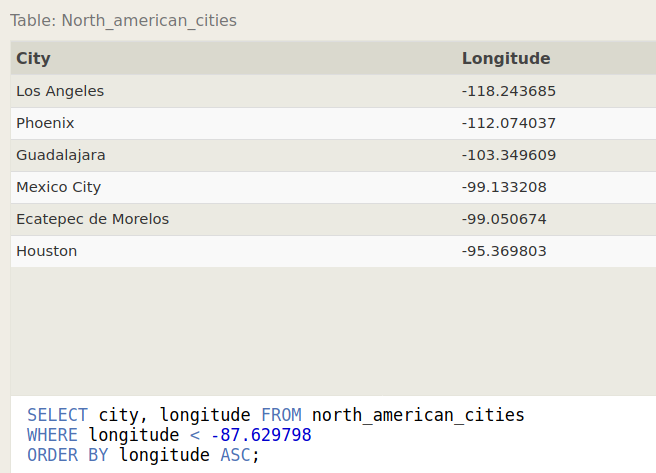 Table: North_american_cities
City Longitude
Los Angeles -118.243685
Phoenix -112.074037
Guadalajara -103.349609
Mexico City -99.133208
Ecatepec de Morelos -99.050674
Houston -95.369803
SELECT city, longitude FROM north_american_cities
WHERE longitude < -87.629798
ORDER BY longitude ASC;